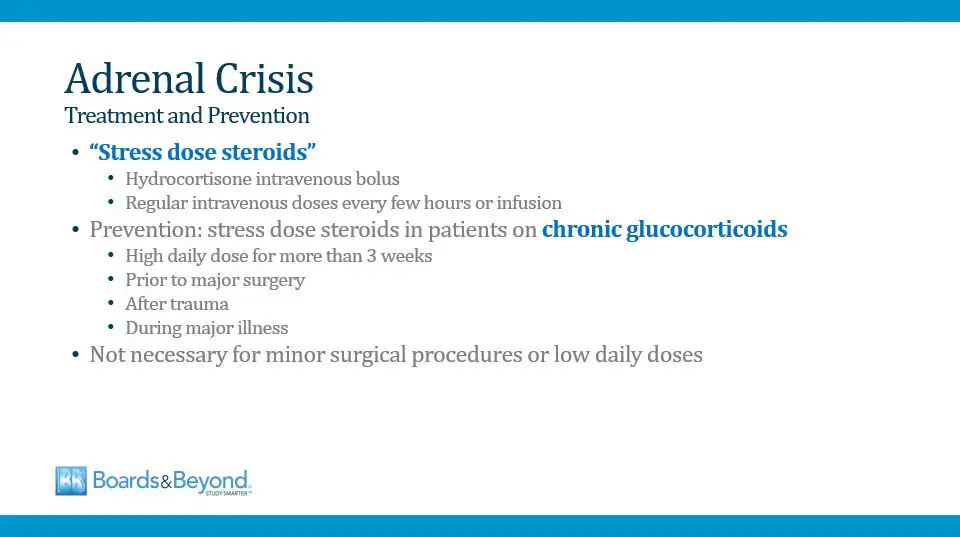 Adrenal Crisis
Treatment and Prevention
• “Stress dose steroids”
• Hydrocortisone intravenous bolus
• Regular intravenous doses every few hours or infusion
• Prevention: stress dose steroids in patients on chronic glucocorticoids
• High daily dose for more than 3 weeks
• Prior to major surgery
• After trauma
• During major illness
• Not necessary for minor surgical procedures or low daily doses
BB Boards&Beyond.
STUDY SMARTER™